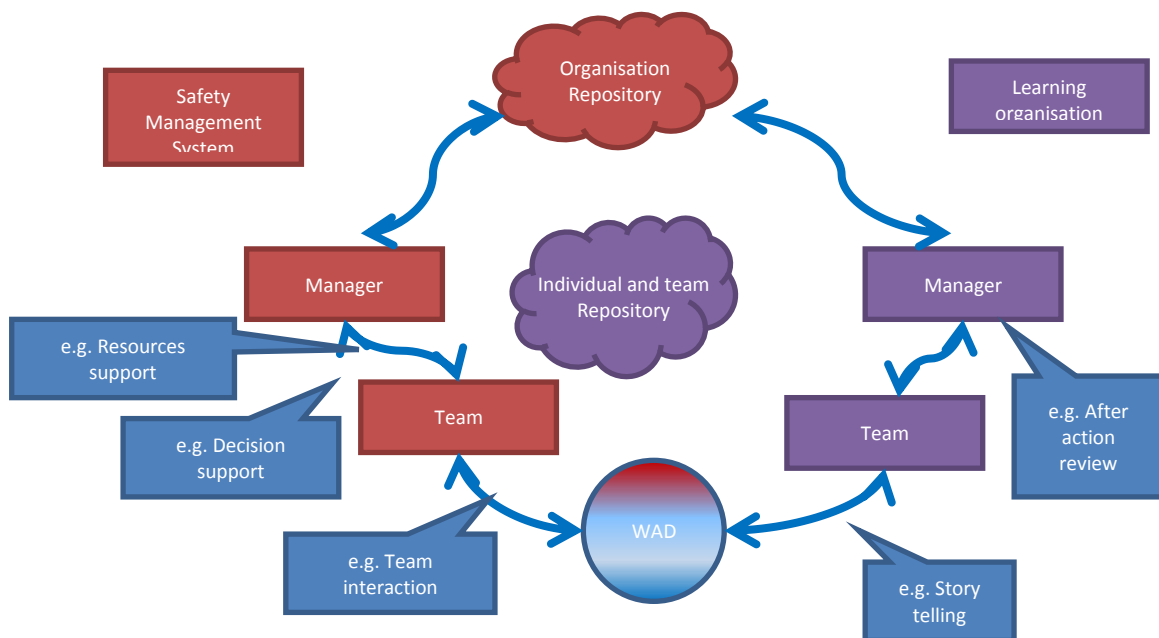 Organisation
Repository
Safety
Management
System
Learning
organisation
Manager
Individual and team
Repository
Manager
e.g. Resources
support
Team
e.g. Decision
support
Team
e.g. After
action
review
WAD
e.g. Team
interaction
e.g. Story
telling